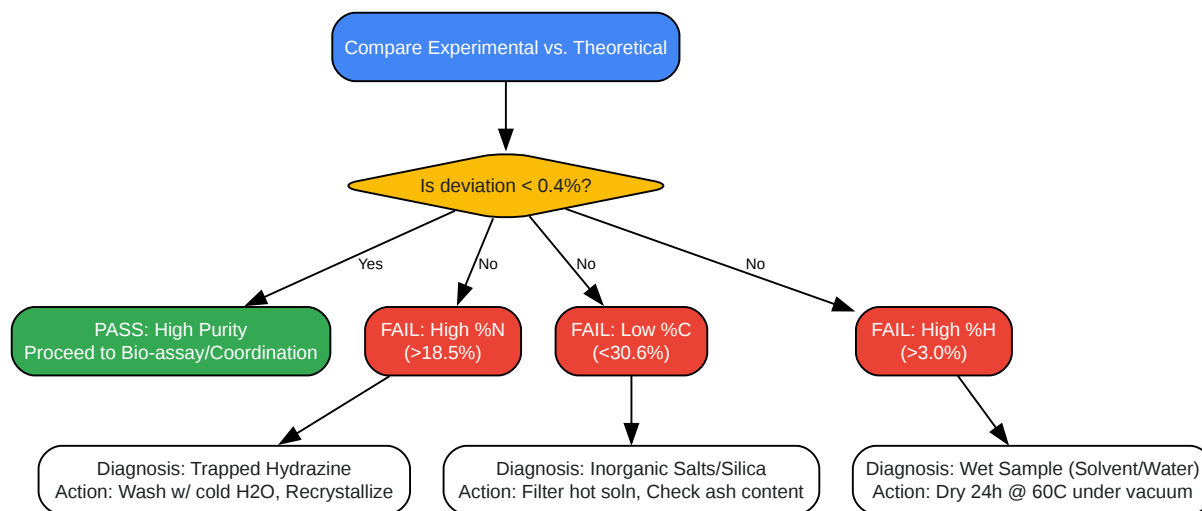 Compare Experimental vs. Theoretical
Is deviation < 0.4%?
Yes
No
No
No
PASS: High Purity
Proceed to Bio-assay/Coordination
FAIL: High %N
(>18.5%)
FAIL: Low %C
(<30.6%)
FAIL: High %H
(>3.0%)
Diagnosis: Trapped Hydrazine
Action: Wash w/ cold H2O, Recrystallize
Diagnosis: Inorganic Salts/Silica
Action: Filter hot soln, Check ash content
Diagnosis: Wet Sample (Solvent/Water)
Action: Dry 24h @ 60C under vacuum